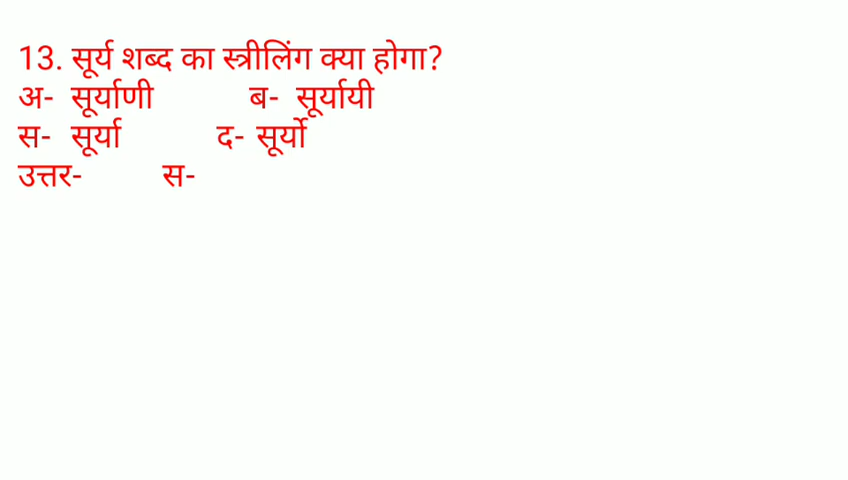 13. सूर्य शब्द का स्त्रीलिंग क्या होगा?
अ- सूर्याणी ब- सूर्यायी
स- सूर्या द- सूर्यो
उत्तर- स-